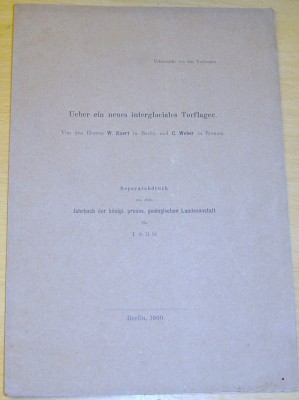 Ueberreicht von den Verfassern
Ueber ein neues interglaciales Torflager.
Von den Herren W. Koert in Berlin und C. Weber in Bremen.
Separatabdruck
aus dem
Jahrbuch der königl. preuss. geologischen Landesanstalt
für
Berlin, 1900.